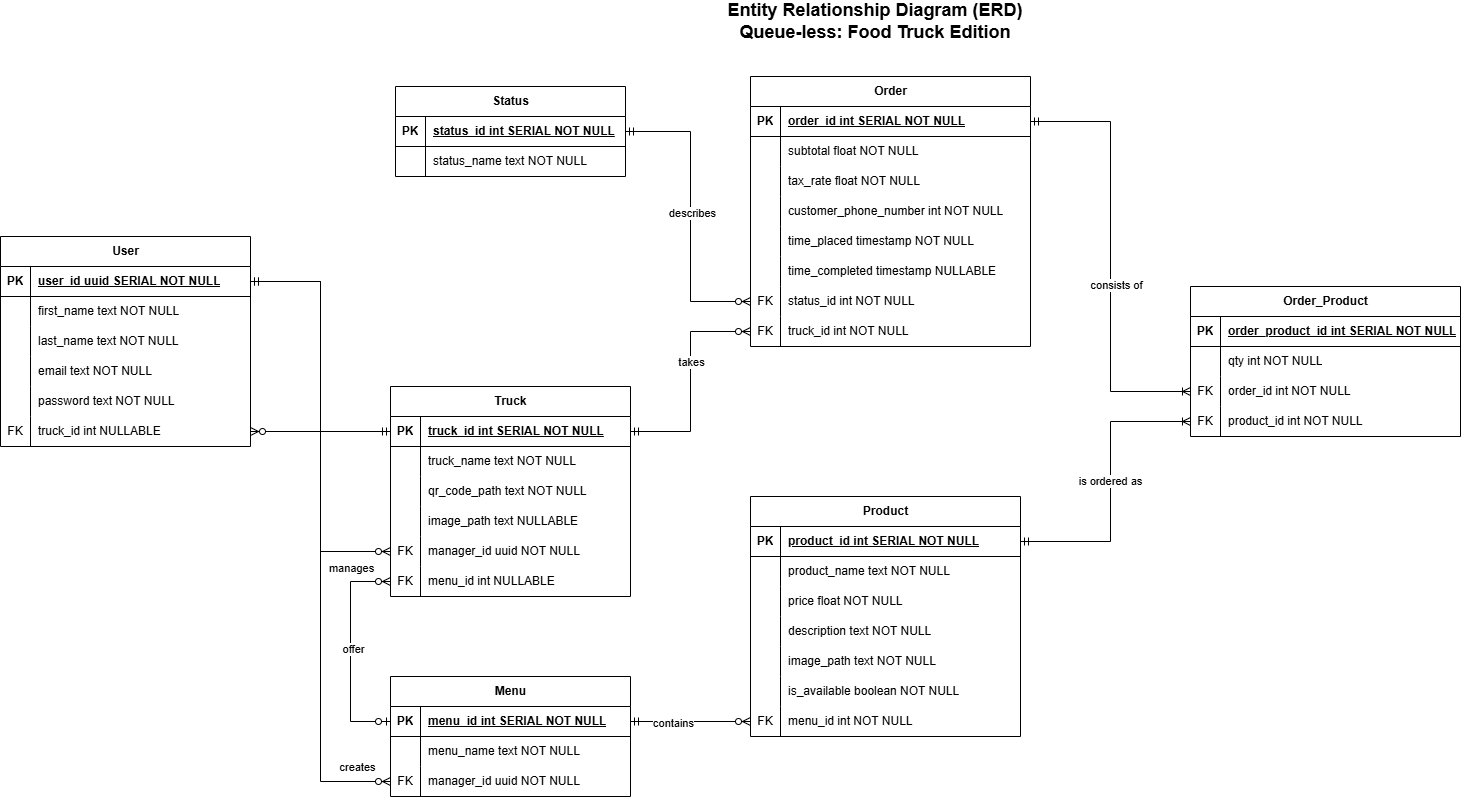 Entity Relationship Diagram (ERD)
Queue-less: Food Truck Edition
Status
PK status_id int SERIAL NOT NULL
status_name text NOT NULL
Order
PK order_id int SERIAL NOT NULL
subtotal float NOT NULL
tax_rate float NOT NULL
customer_phone_number int NOT NULL
time_placed timestamp NOT NULL
time_completed timestamp NULLABLE
FK status_id int NOT NULL
FK truck_id int NOT NULL
describes
takes
consists of
User
PK user_id uuid SERIAL NOT NULL
first_name text NOT NULL
last_name text NOT NULL
email text NOT NULL
password text NOT NULL
FK truck_id int NULLABLE
Order_Product
PK order_product_id int SERIAL NOT NULL
qty int NOT NULL
FK order_id int NOT NULL
FK product_id int NOT NULL
Truck
PK truck_id int SERIAL NOT NULL
truck_name text NOT NULL
qr_code_path text NOT NULL
image_path text NULLABLE
FK manager_id uuid NOT NULL
FK menu_id int NULLABLE
manages
offer
is ordered as
Product
PK product_id int SERIAL NOT NULL
product_name text NOT NULL
price float NOT NULL
description text NOT NULL
image_path text NOT NULL
is_available boolean NOT NULL
FK menu_id int NOT NULL
Menu
PK menu_id int SERIAL NOT NULL
menu_name text NOT NULL
FK manager_id uuid NOT NULL
contains
creates